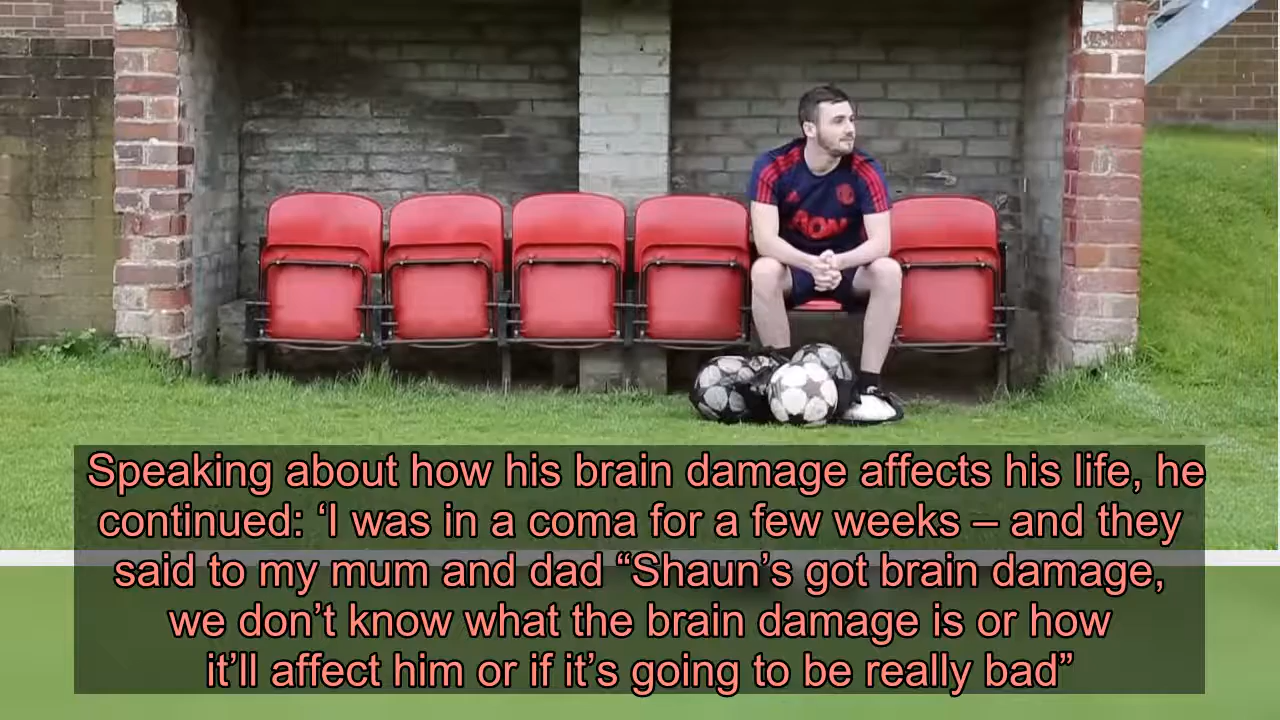 AON
Speaking about how his brain damage affects his life, he
continued: ‘I was in a coma for a few weeks – and they
said to my mum and dad “Shaun’s got brain damage,
we don’t know what the brain damage is or how
it’ll affect him or if it’s going to be really bad”